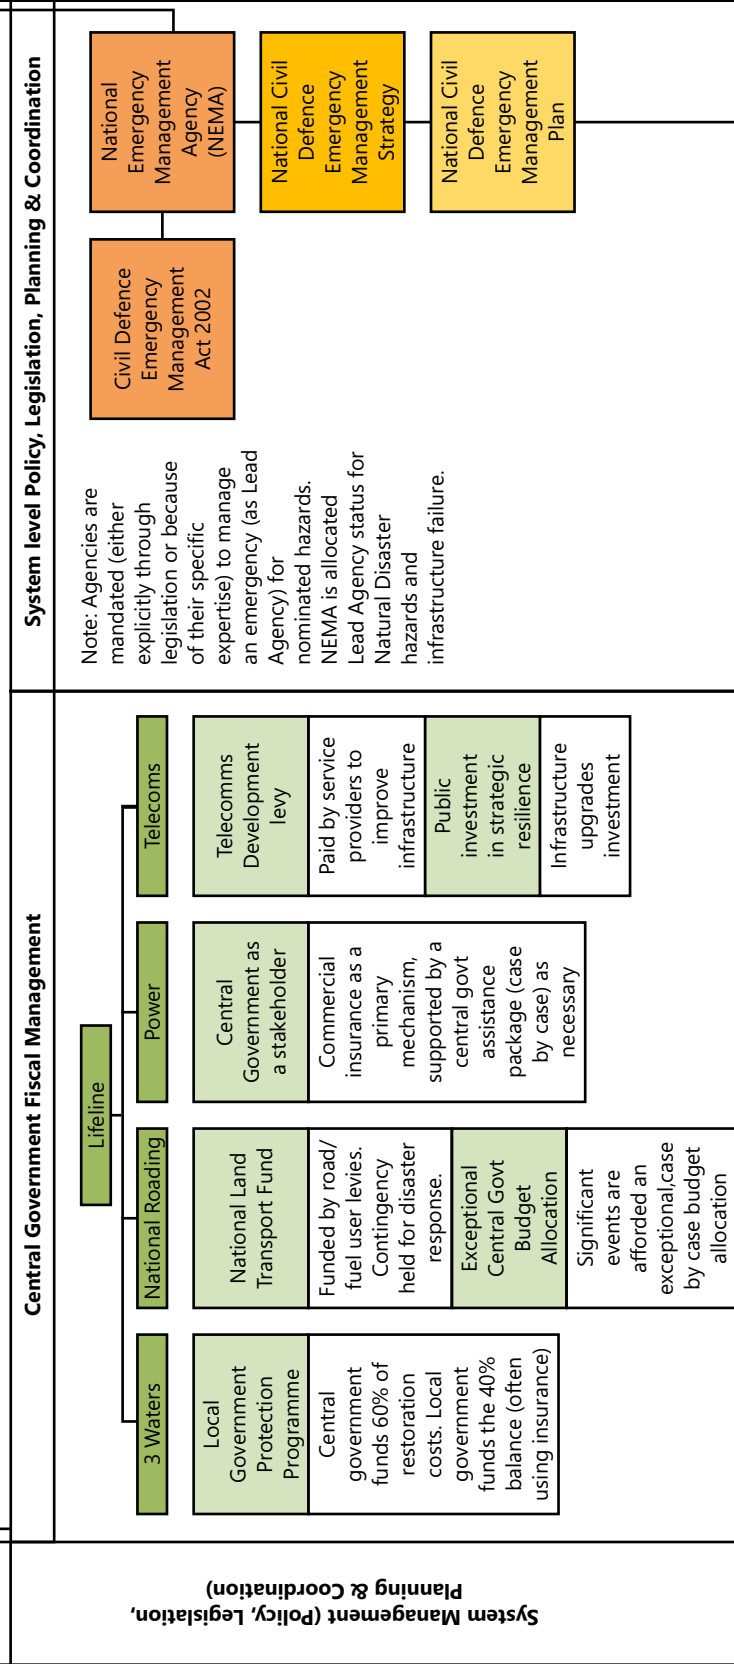 System Management (Policy, Legislation,
Planning & Coordination)
Central Government Fiscal Management
Lifeline
3 Waters
Local
Government
Protection
Programme
Central
government
funds 60% of
restoration
costs. Local
government
funds the 40%
balance (often
using insurance)
National Roading
National Land
Transport Fund
Funded by road/
fuel user levies.
Contingency
held for disaster
response.
Exceptional
Central Govt
Budget
Allocation
Significant
events are
afforded an
exceptional,case
by case budget
allocation
Power
Central
Government as
a stakeholder
Commercial
insurance as a
primary
mechanism,
supported by a
central govt
assistance
package (case
by case) as
necessary
Telecoms
Telecomms
Development
levy
Paid by service
providers to
improve
infrastructure
Public
investment
in strategic
resilience
Infrastructure
upgrades
investment
System level Policy, Legislation, Planning & Coordination
Note: Agencies are
mandated (either
explicitly through
legislation or because
of their specific
expertise) to manage
an emergency (as Lead
Agency) for
nominated hazards.
NEMA is allocated
Lead Agency status for
Natural Disaster
hazards and
infrastructure failure.
Civil Defence
Emergency
Management
Act 2002
National
Emergency
Management
Agency
(NEMA)
National Civil
Defence
Emergency
Management
Strategy
National Civil
Defence
Emergency
Management
Plan